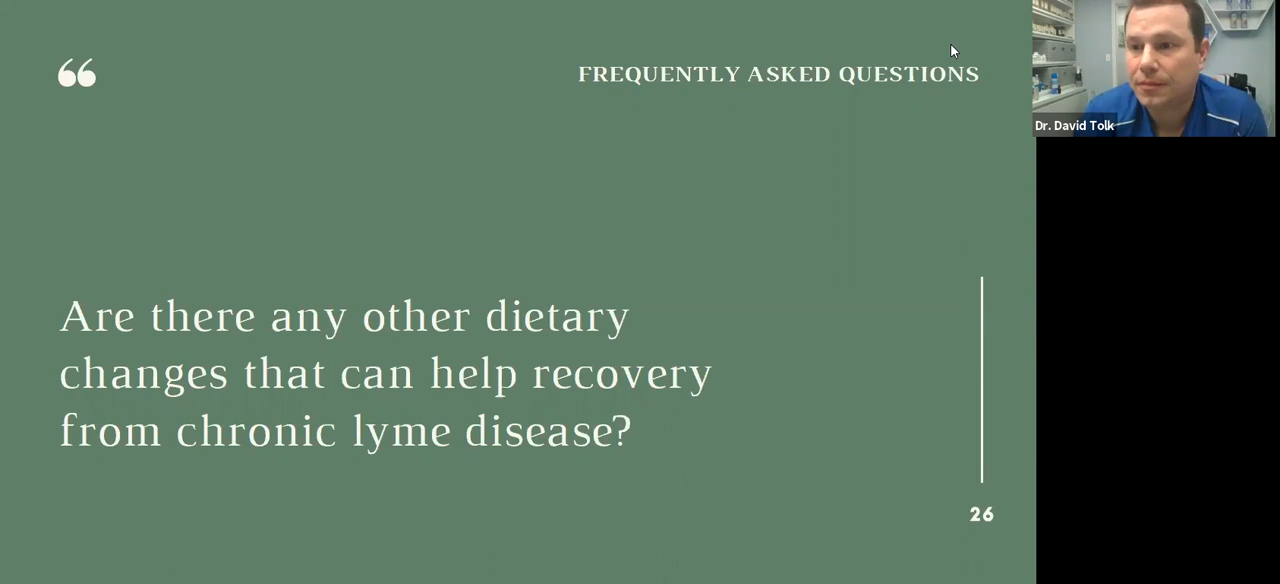 “
FREQUENTLY ASKED QUESTIONS
Dr. David Tolk
Are there any other dietary
changes that can help recovery
from chronic lyme disease?
26